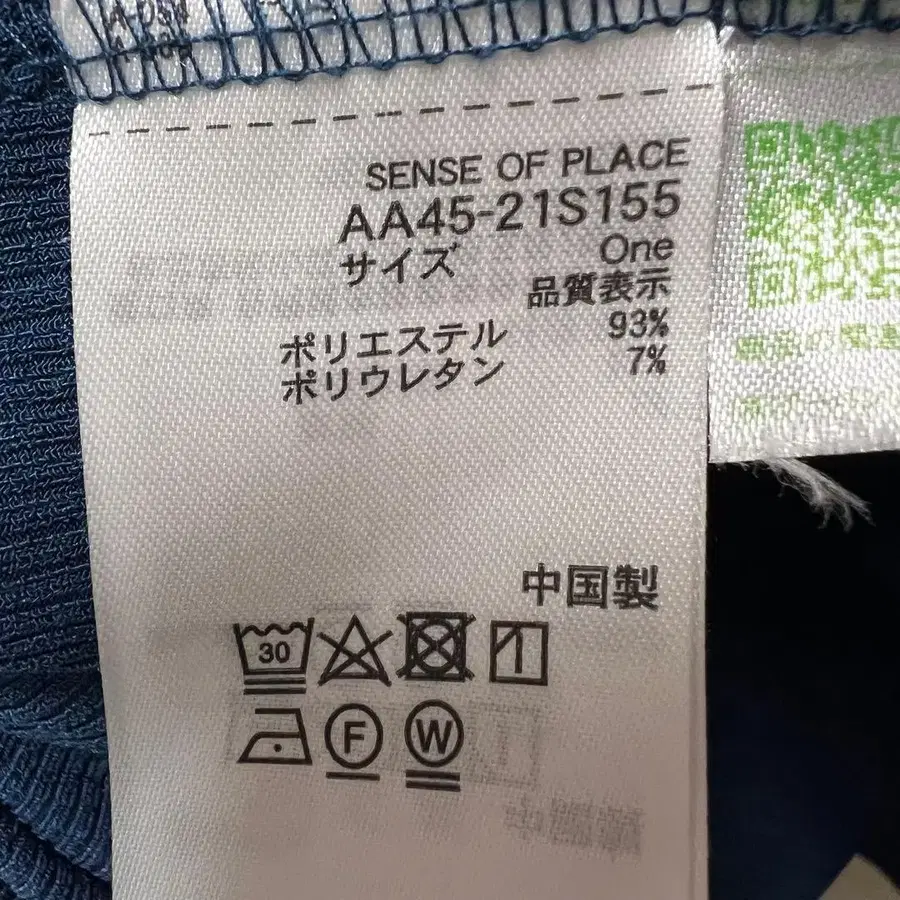 SENSE OF PLACE
AA45-21S155
サイズ One
品質表示
ポリエステル 93%
ポリウレタン 7%
中国製
30
F W